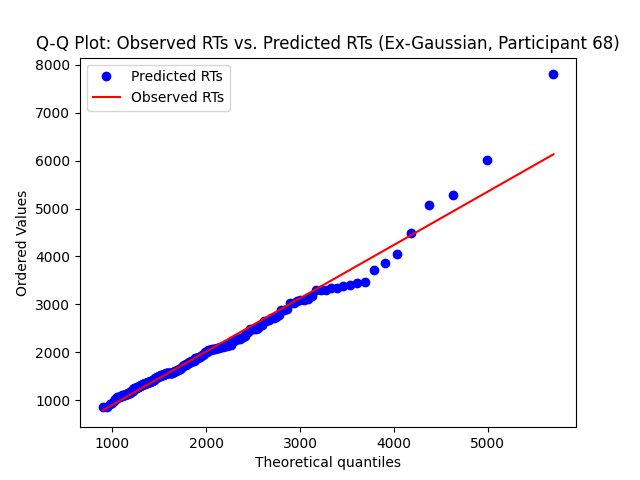 Q-Q Plot: Observed RTs vs. Predicted RTs (Ex-Gaussian, Participant 68)
Predicted RTs
Observed RTs
Ordered Values
8000
7000
6000
5000
4000
3000
2000
1000
1000 2000 3000 4000 5000
Theoretical quantiles